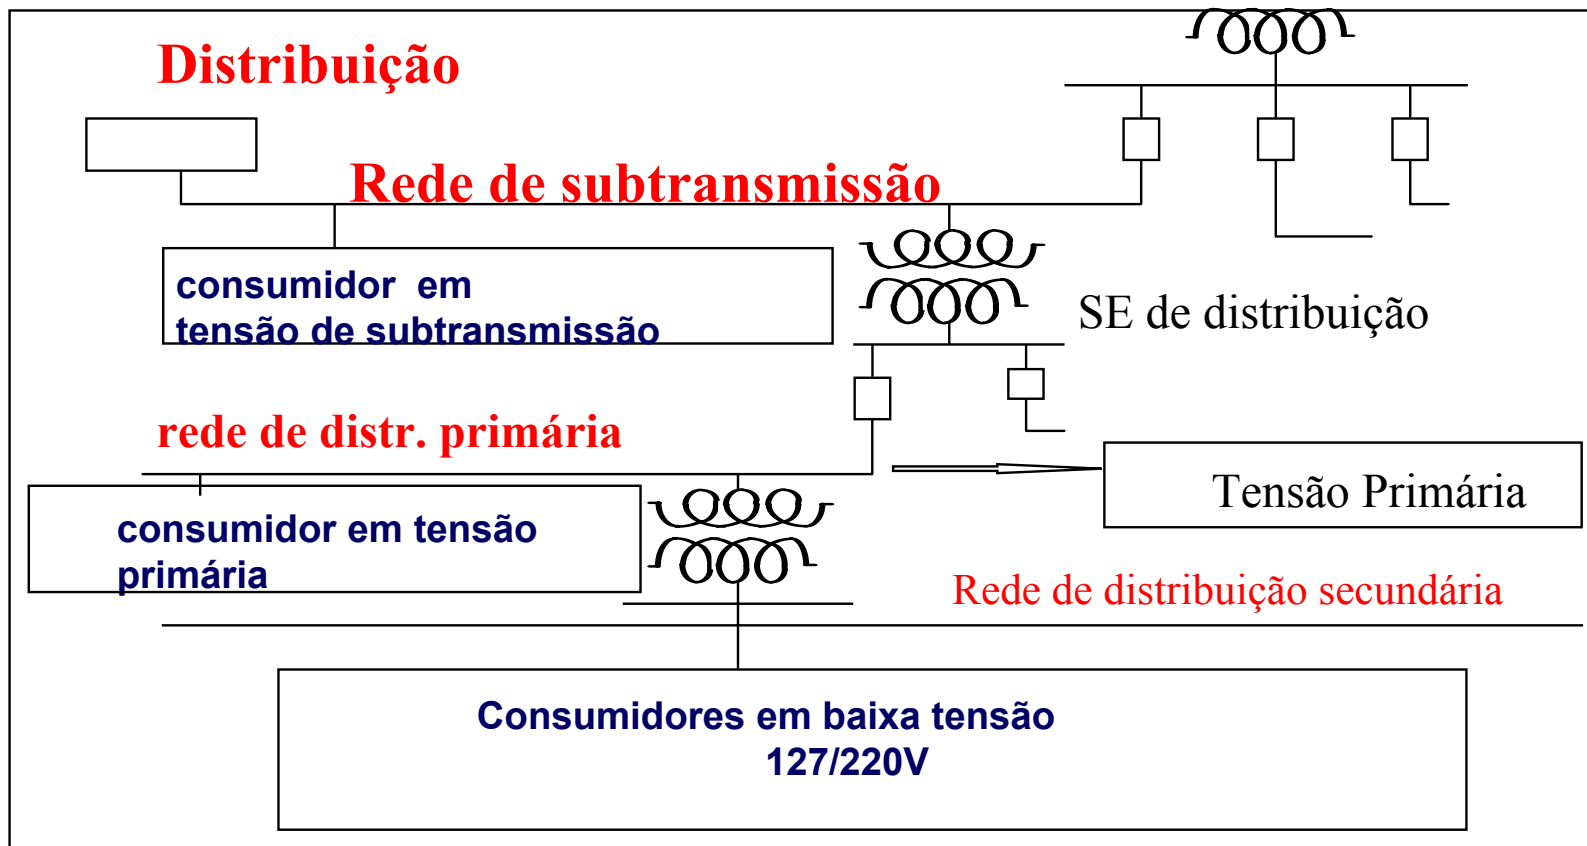 Distribuição
Rede de subtransmissão
consumidor em
tensão de subtransmissão
SE de distribuição
rede de distr. primária
Tensão Primária
consumidor em tensão
primária
Rede de distribuição secundária
Consumidores em baixa tensão
127/220V